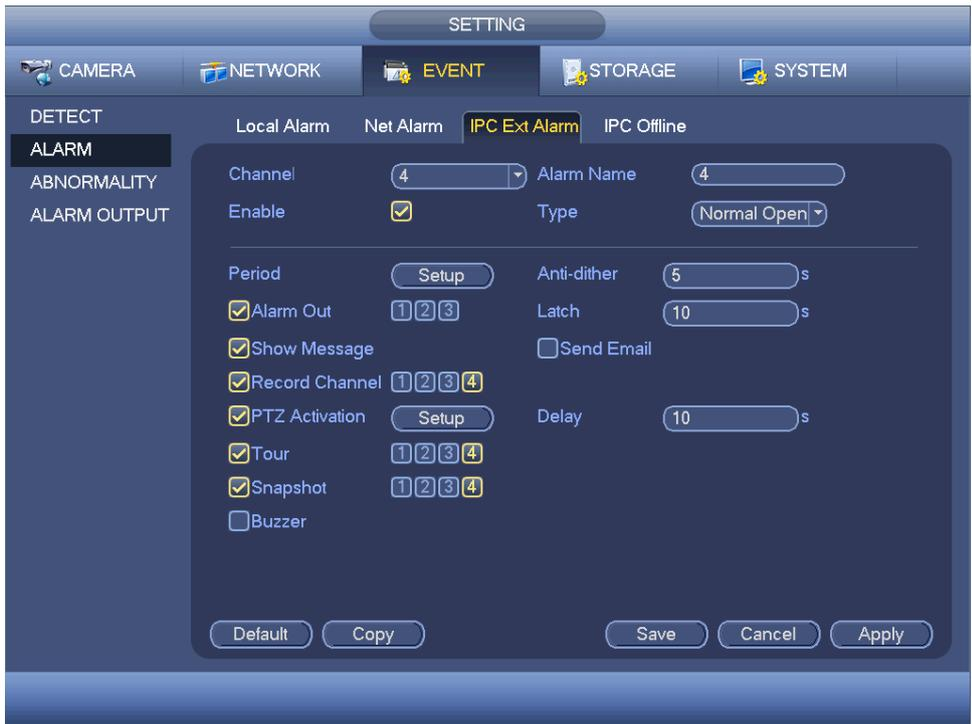 SETTING
CAMERA NETWORK EVENT STORAGE SYSTEM
DETECT
ALARM
ABNORMALITY
ALARM OUTPUT
Local Alarm Net Alarm IPC Ext Alarm IPC Offline
Channel 4 Alarm Name 4
Enable Type Normal Open
Period Setup Anti-dither 5 s
Alarm Out 1 2 3 Latch 10 s
Show Message Send Email
Record Channel 1 2 3 4
PTZ Activation Setup Delay 10 s
Tour 1 2 3 4
Snapshot 1 2 3 4
Buzzer
Default Copy Save Cancel Apply